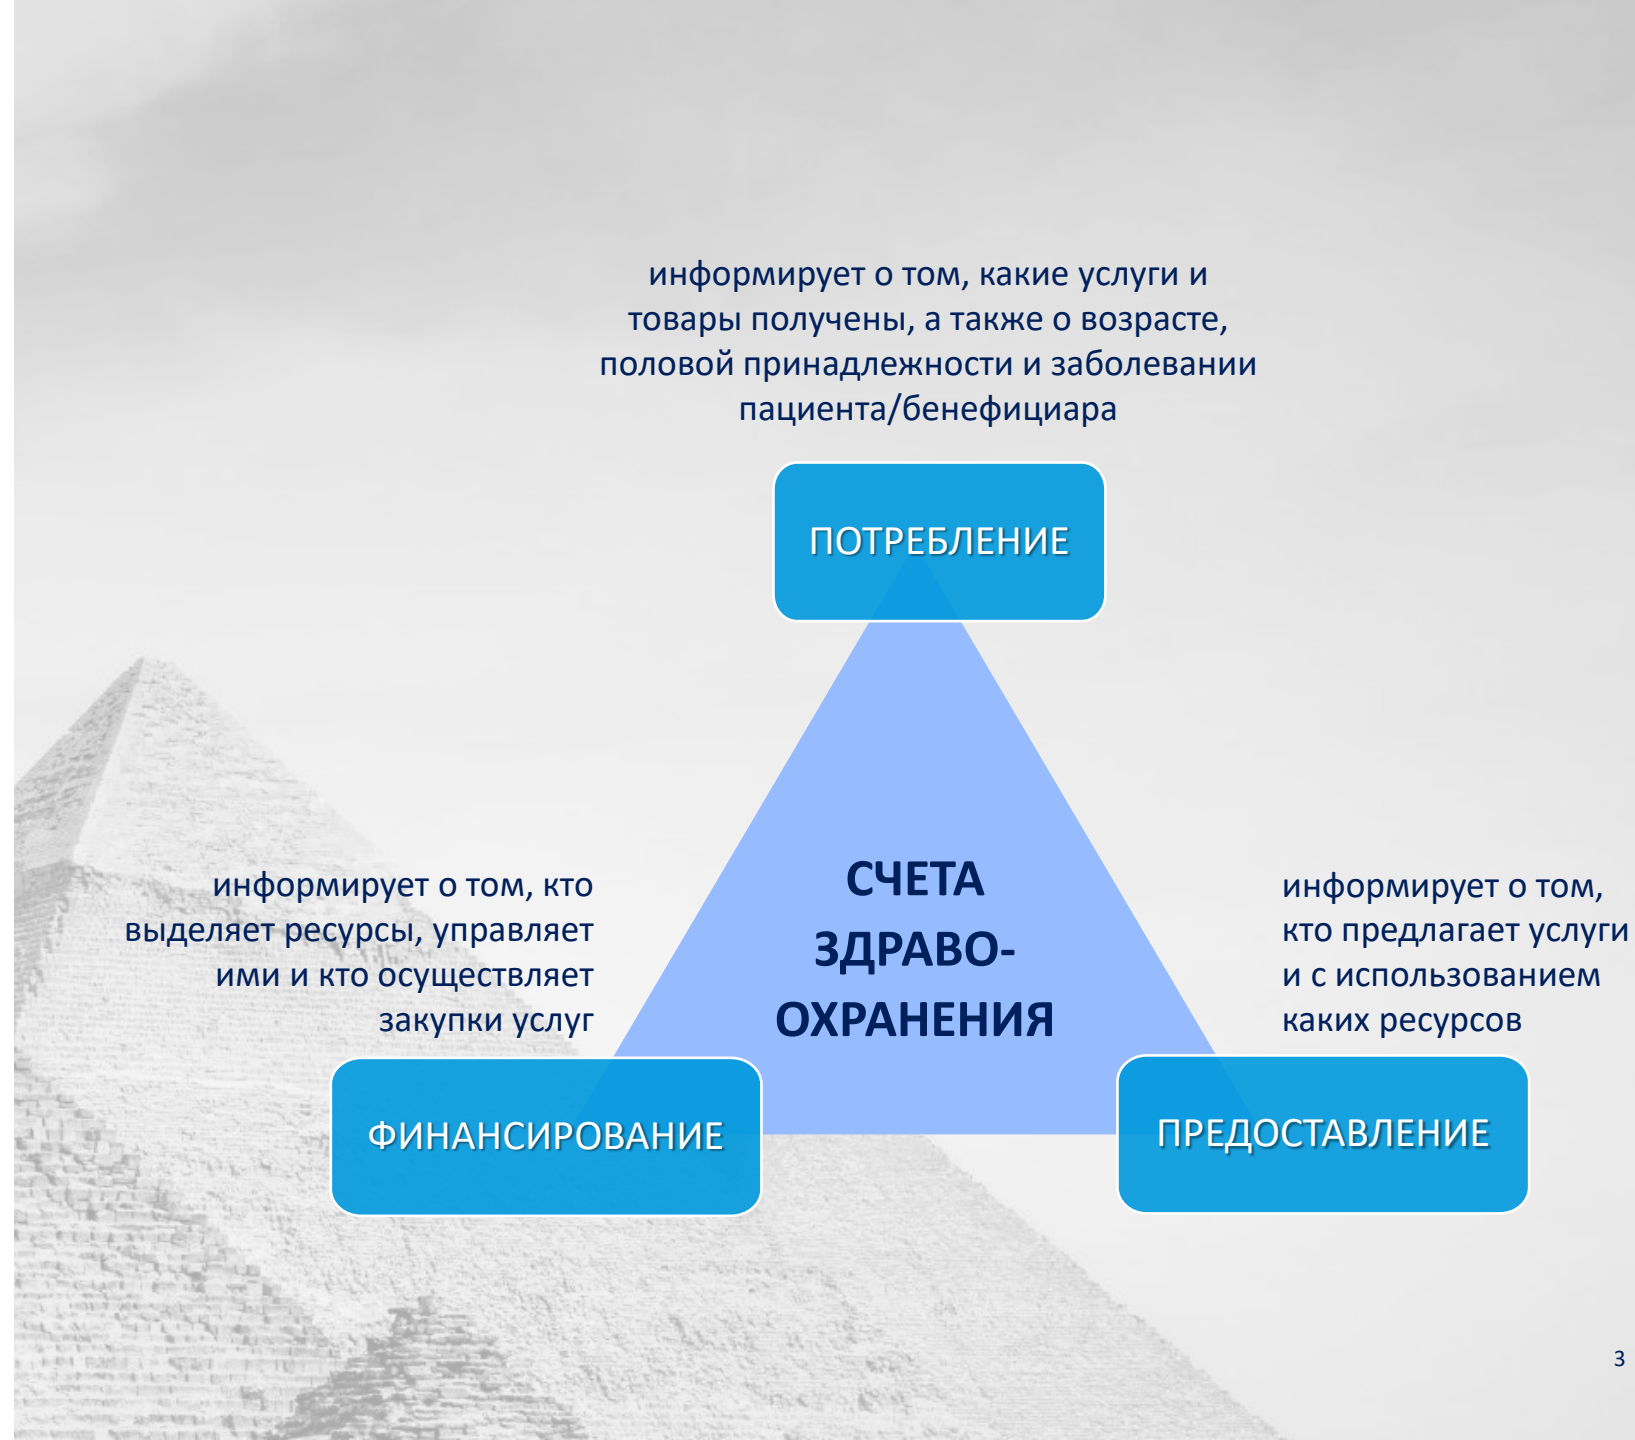 информирует о том, какие услуги и
товары получены, а также о возрасте,
половой принадлежности и заболевании
пациента/бенефициара
ПОТРЕБЛЕНИЕ
СЧЕТА
ЗДРАВО-
ОХРАНЕНИЯ
информирует о том, кто
выделяет ресурсы, управляет
ими и кто осуществляет
закупки услуг
ФИНАНСИРОВАНИЕ
информирует о том,
кто предлагает услуги
и с использованием
каких ресурсов
ПРЕДОСТАВЛЕНИЕ
3